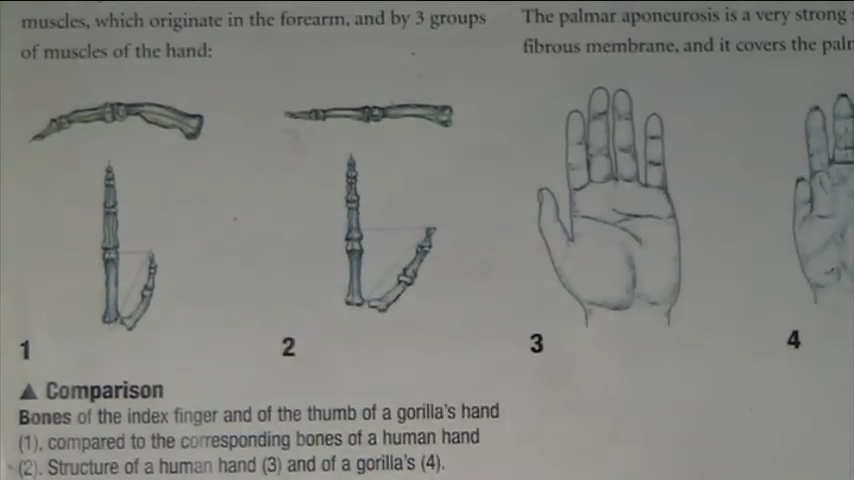 muscles, which originate in the forearm, and by 3 groups
of muscles of the hand:
The palmar aponeurosis is a very strong
fibrous membrane, and it covers the
1
2
3
4
▲ Comparison
Bones of the index finger and of the thumb of a gorilla's hand
(1), compared to the corresponding bones of a human hand
(2). Structure of a human hand (3) and of a gorilla's (4).